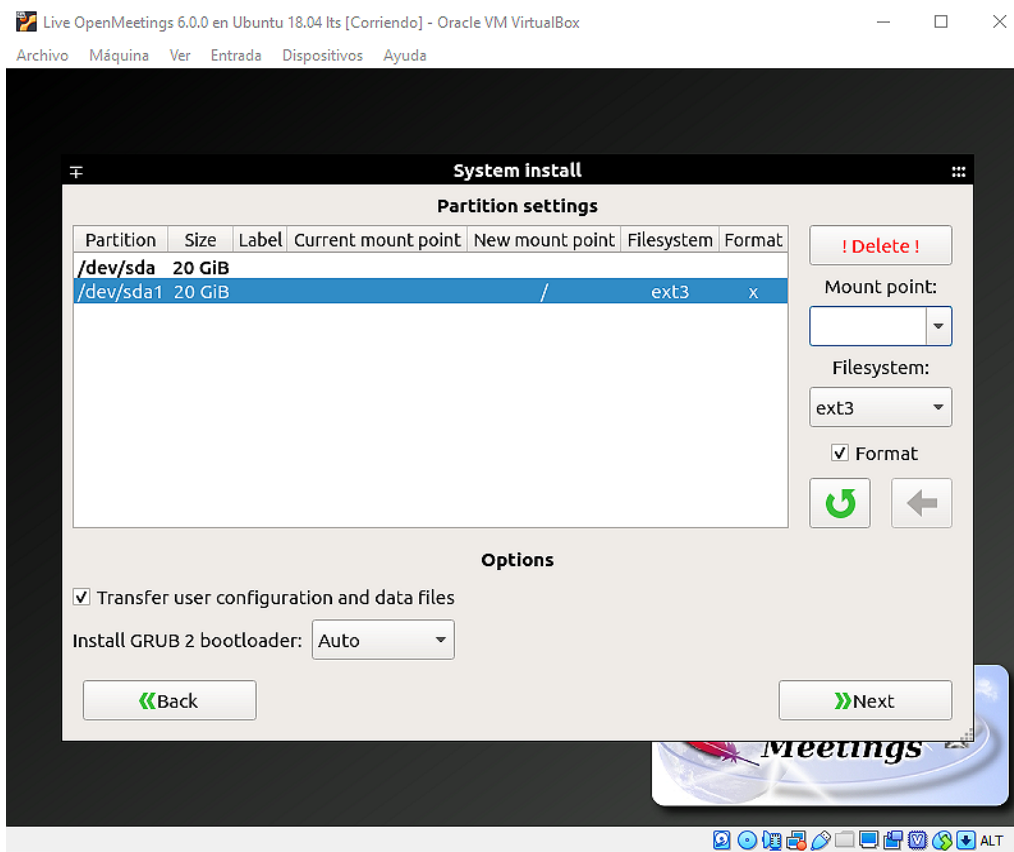 Live OpenMeetings 6.0.0 en Ubuntu 18.04 lts [Corriendo] - Oracle VM VirtualBox
Archivo Máquina Ver Entrada Dispositivos Ayuda
System install
Partition settings
Partition Size Label Current mount point New mount point Filesystem Format
/dev/sda 20 GiB
/dev/sda1 20 GiB / ext3 x
! Delete !
Mount point:
Filesystem:
ext3
Format
Options
Transfer user configuration and data files
Install GRUB 2 bootloader: Auto
Back
Next
Meetings
ALT